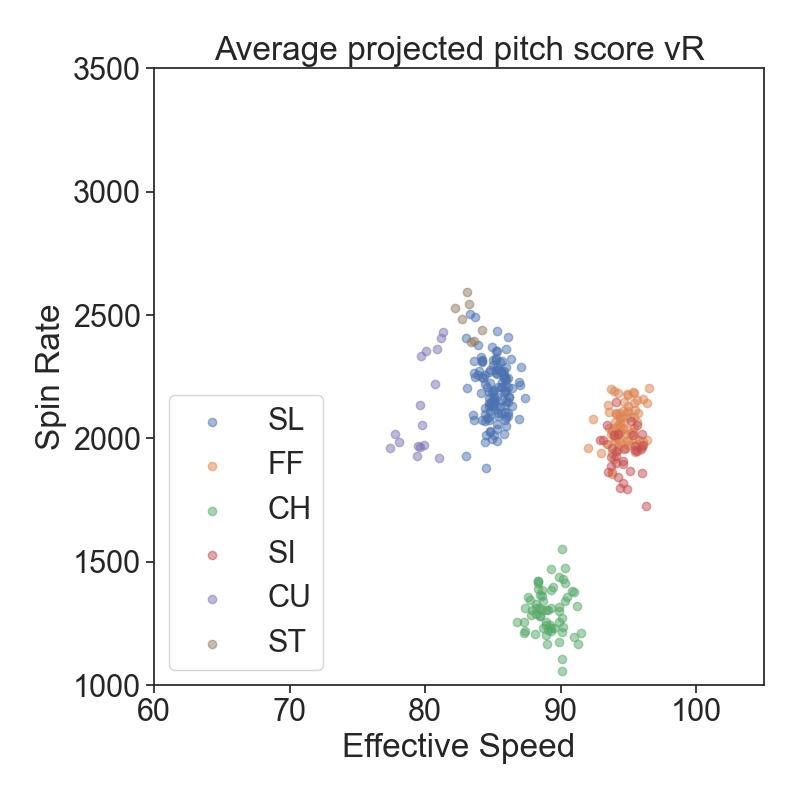 Average projected pitch score vR
3500
3000
2500
2000
1500
1000
Spin Rate
SL
FF
CH
SI
CU
ST
60 70 80 90 100
Effective Speed